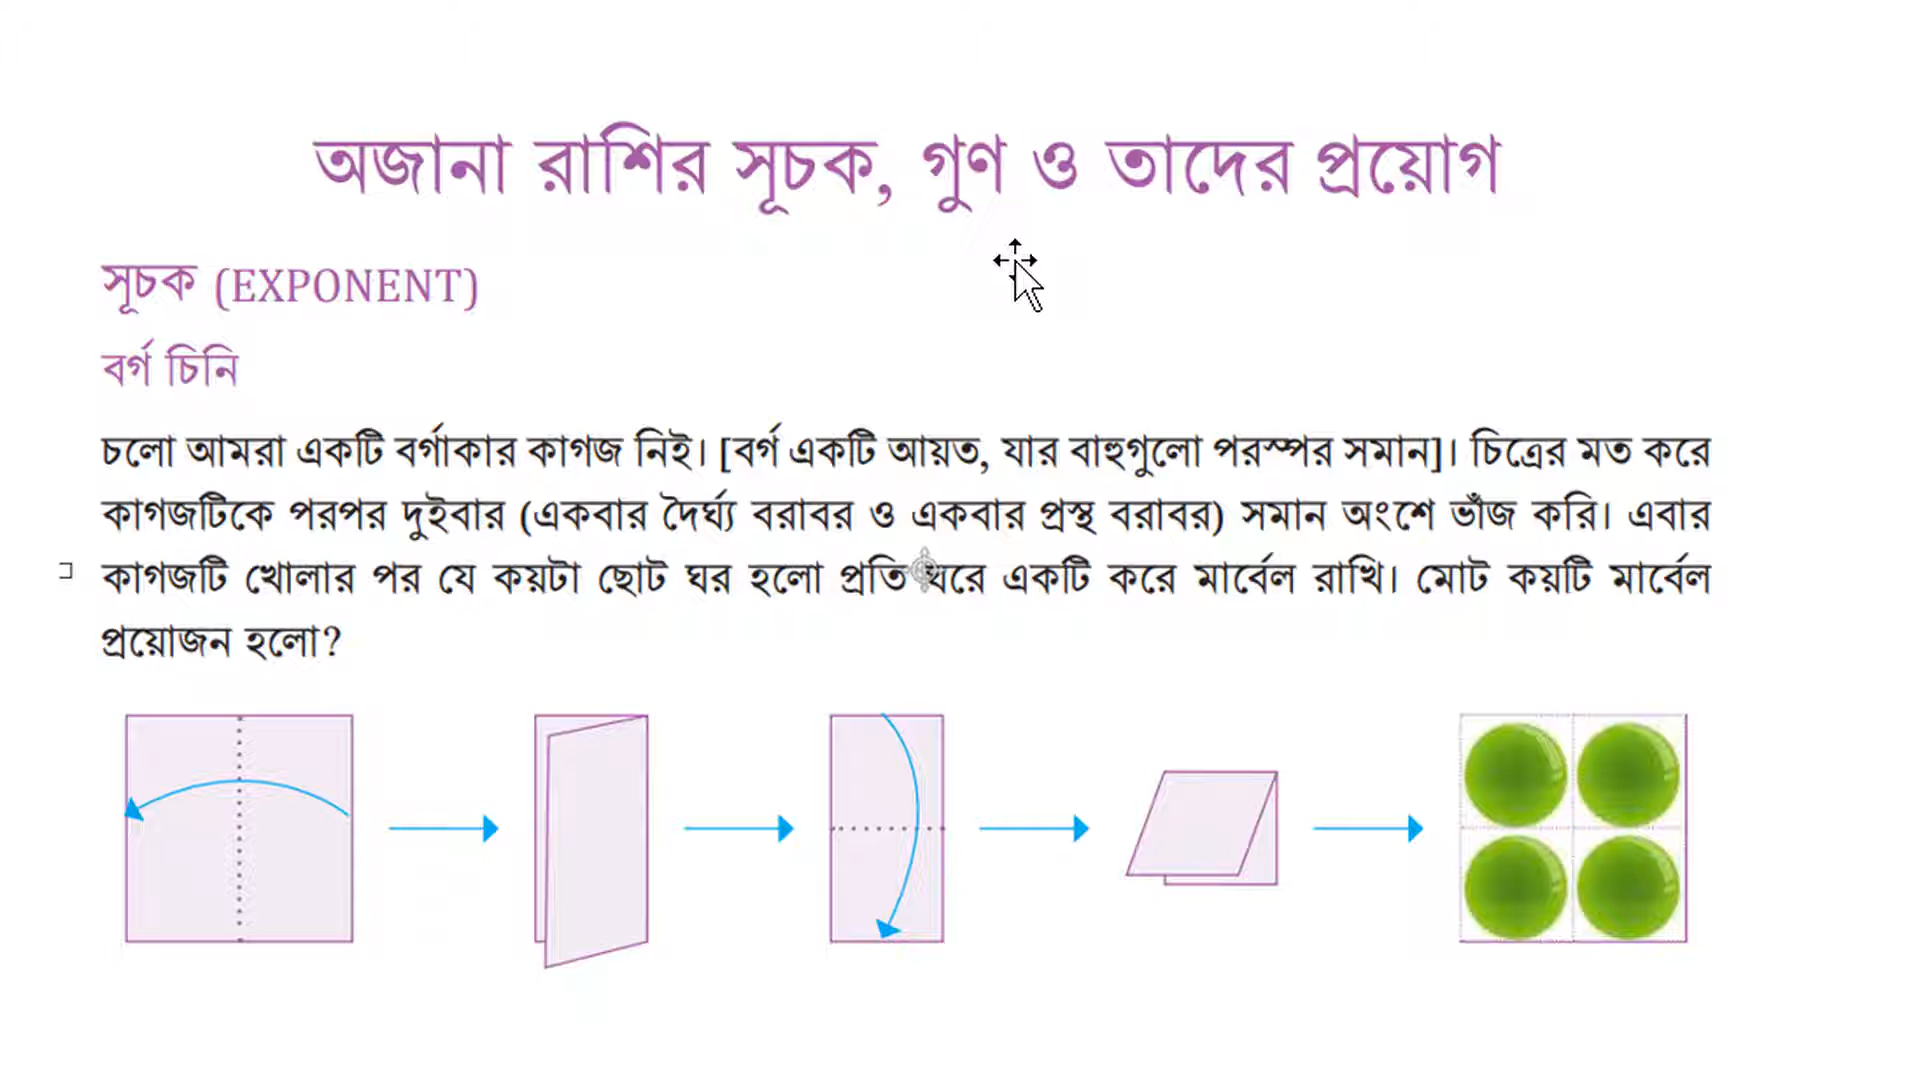 অজানা রাশির সূচক, গুণ ও তাদের প্রয়োগ
সূচক (EXPONENT)
বর্গ চিনি
চলো আমরা একটি বর্গাকার কাগজ নিই। [বর্গ একটি আয়ত, যার বাহুগুলো পরস্পর সমান]। চিত্রের মত করে
কাগজটিকে পরপর দুইবার (একবার দৈর্ঘ্য বরাবর ও একবার প্রস্থ বরাবর) সমান অংশে ভাঁজ করি। এবার
কাগজটি খোলার পর যে কয়টা ছোট ঘর হলো প্রতি ঘরে একটি করে মার্বেল রাখি। মোট কয়টি মার্বেল
প্রয়োজন হলো?